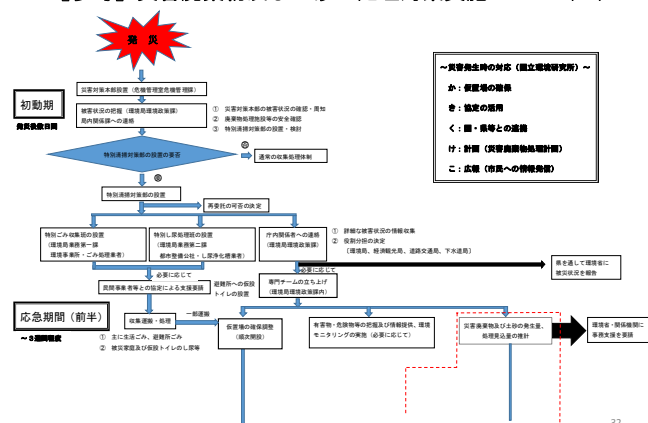 発 災
～災害発生時の対応（国立環境研究所）～
か：仮置場の確保
き：協定の活用
く：国・県等との連携
け：計画（災害廃棄物処理計画）
こ：広報（市民への情報発信）
初動期
発災後数日間
災害対策本部設置（危機管理室危機管理課）
被害状況の把握（環境局環境政策課）
局内関係課への連絡
① 災害対策本部の被害状況の確認・周知
② 廃棄物処理施設等の安全確認
③ 特別清掃対策部の設置・検討
特別清掃対策部の設置の要否
通常の収集処理体制
特別清掃対策部の設置
再委託の可否の決定
特別ごみ収集班の設置
（環境局業務第一課
環境事業所・ごみ処理業者）
特別し尿処理班の設置
（環境局業務第二課
都市整備公社・し尿浄化槽業者）
庁内関係者への連絡
（環境局環境政策課）
① 詳細な被害状況の情報収集
② 役割分担の決定
〔環境局、経済観光局、道路交通局、下水道局〕
必要に応じて
必要に応じて
県を通して環境省に
被災状況を報告
民間事業者等との協定による支援要請
避難所への仮設
トイレの設置
専門チームの立ち上げ
（環境局環境政策課内）
応急期間（前半）
～3週間程度
収集運搬・処理
一部運搬
① 主に生活ごみ、避難所ごみ
② 被災家庭及び仮設トイレのし尿等
仮置場の確保調整
（順次開設）
有害物・危険物等の把握及び情報提供、環境
モニタリングの実施（必要に応じて）
災害廃棄物及び土砂の発生量、
処理見込量の推計
環境省・関係機関に
事務支援を要請
32